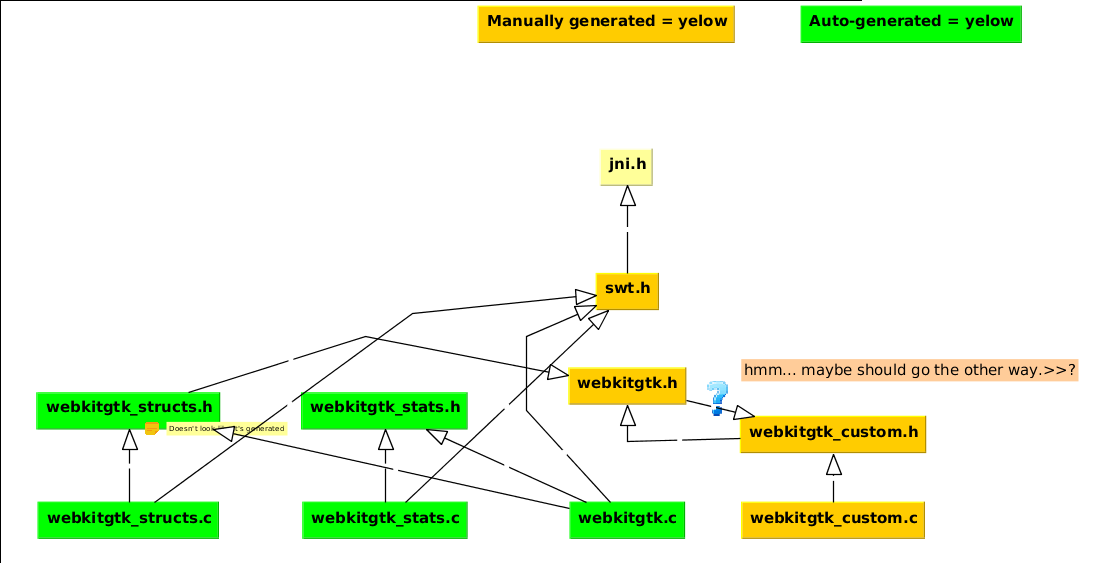 Manually generated = yelow
Auto-generated = yelow
jni.h
swt.h
hmm... maybe should go the other way.>>?
webkitgtk.h
webkitgtk_structs.h
webkitgtk_stats.h
Doesn't look it's generated
webkitgtk_custom.h
webkitgtk_structs.c
webkitgtk_stats.c
webkitgtk.c
webkitgtk_custom.c